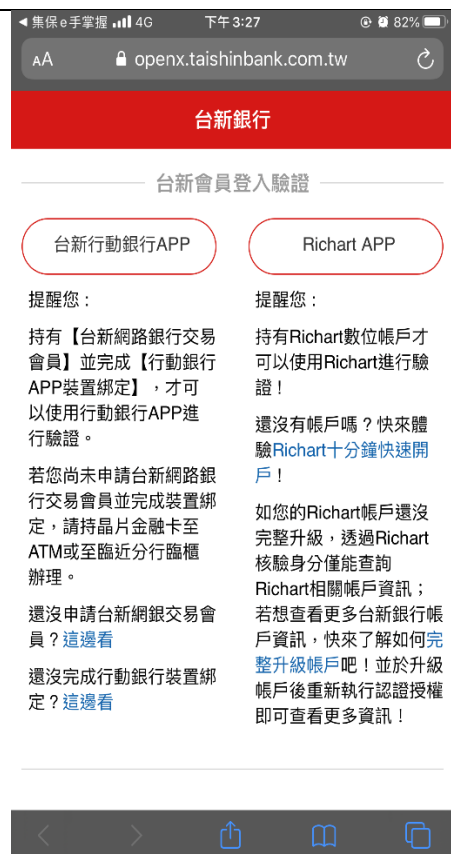 ◀ 集保e手掌握 4G 下午3:27 82%
AA openx.taishinbank.com.tw
台新銀行
台新會員登入驗證
台新行動銀行APP
提醒您：
持有【台新網路銀行交易
會員】並完成【行動銀行
APP裝置綁定】，才可
以使用行動銀行APP進
行驗證。
若您尚未申請台新網路銀
行交易會員並完成裝置綁
定，請持晶片金融卡至
ATM或至臨近分行臨櫃
辦理。
還沒申請台新網銀交易會
員？這邊看
還沒完成行動銀行裝置綁
定？這邊看
Richart APP
提醒您：
持有Richart數位帳戶才
可以使用Richart進行驗
證！
還沒有帳戶嗎？快來體
驗Richart十分鐘快速開
戶！
如您的Richart帳戶還沒
完整升級，透過Richart
核驗身分僅能查詢
Richart相關帳戶資訊；
若想查看更多台新銀行帳
戶資訊，快來了解如何完
整升級帳戶吧！並於升級
帳戶後重新執行認證授權
即可查看更多資訊！